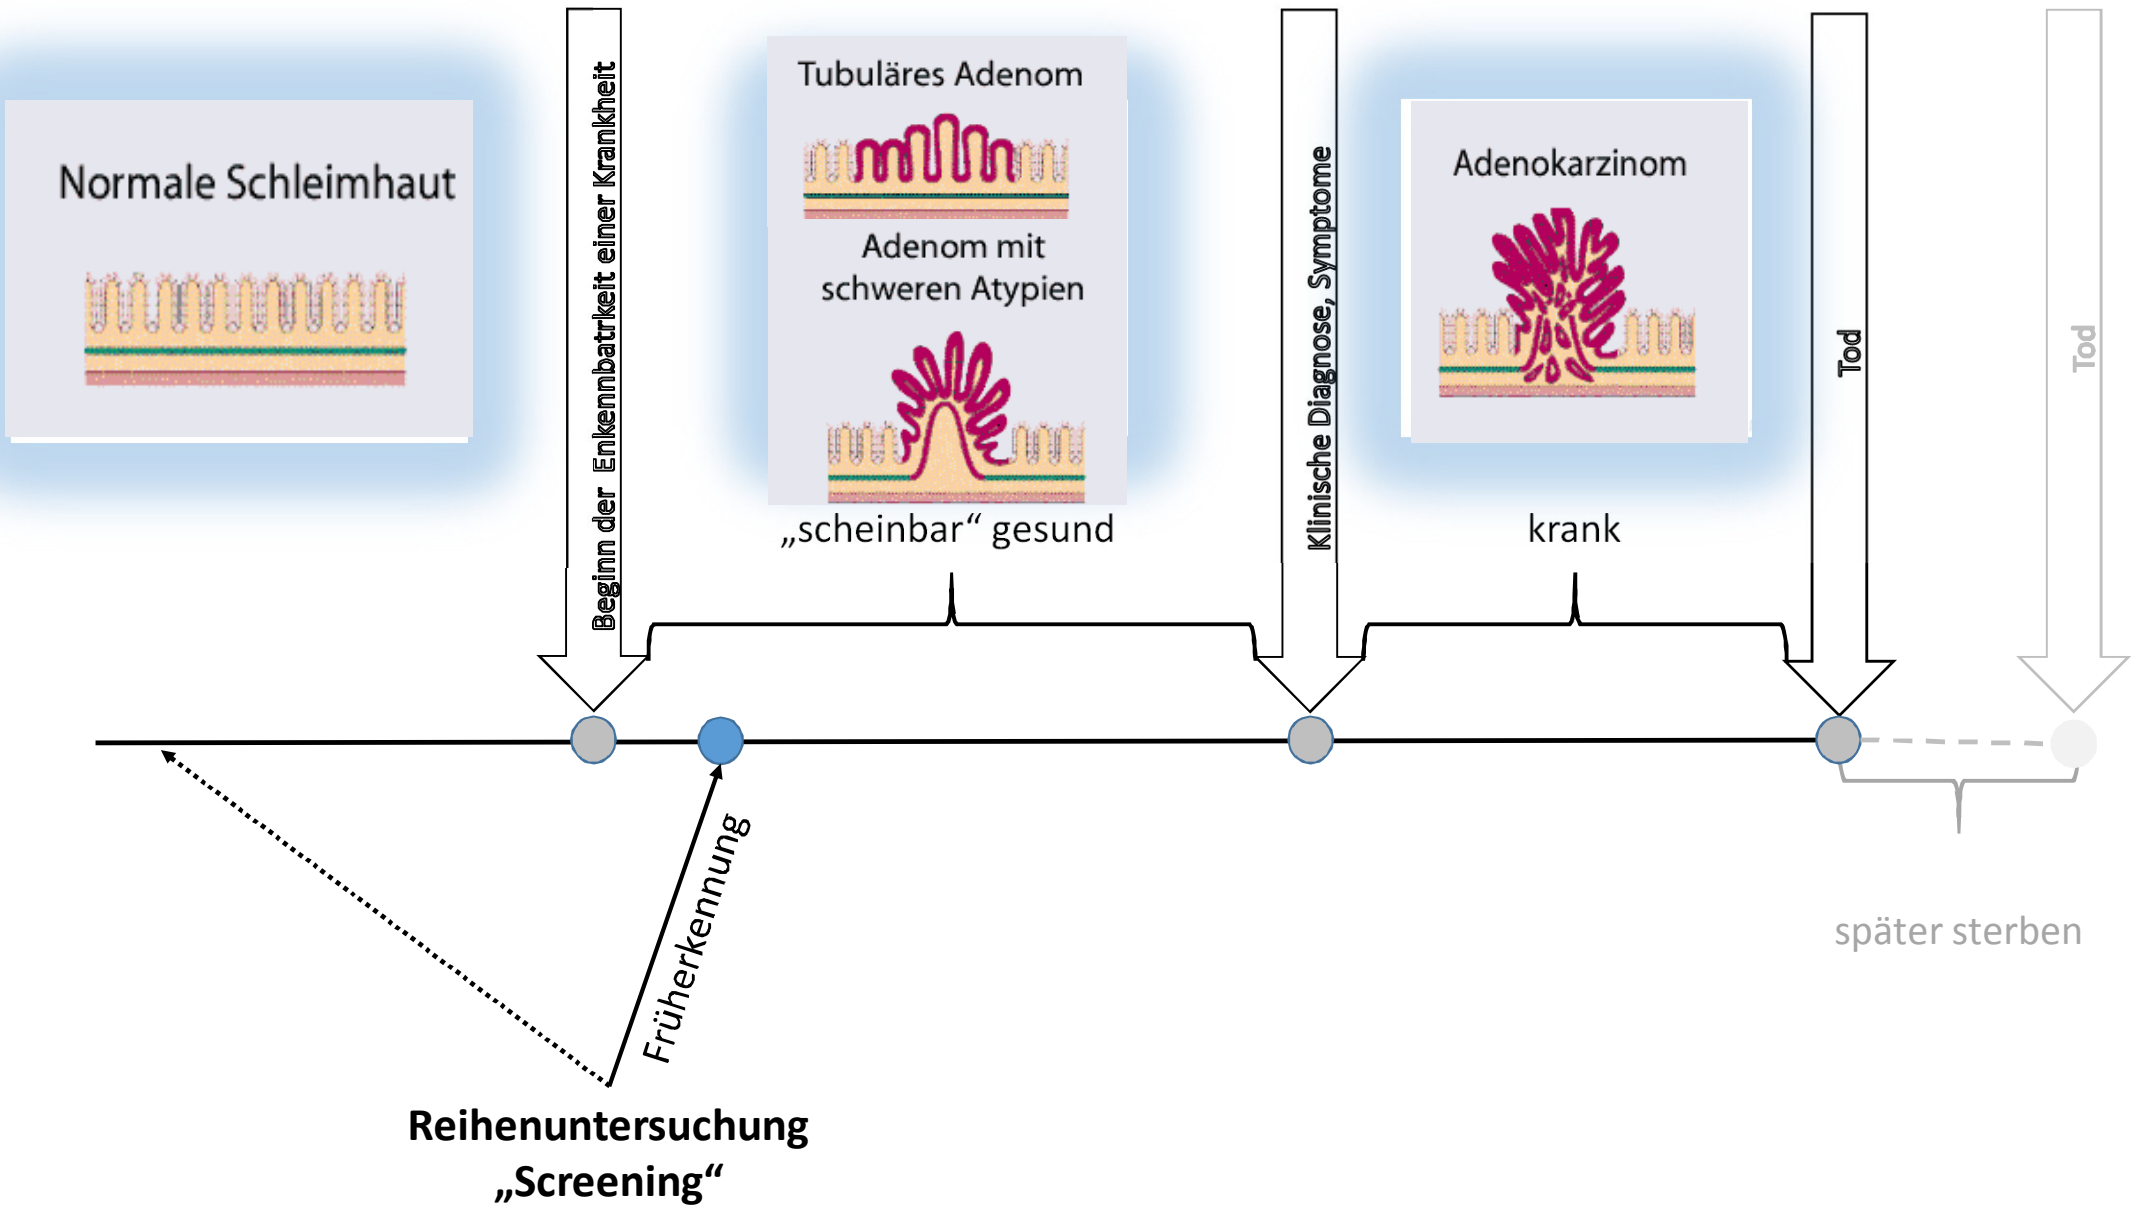 Normale Schleimhaut
Beginn der Enkennbatrkeit einer Krankheit
Tubuläres Adenom
Adenom mit
schweren Atypien
„scheinbar“ gesund
Klinische Diagnose, Symptome
Adenokarzinom
krank
Tod
Tod
Früherkennung
später sterben
Reihenuntersuchung
„Screening“